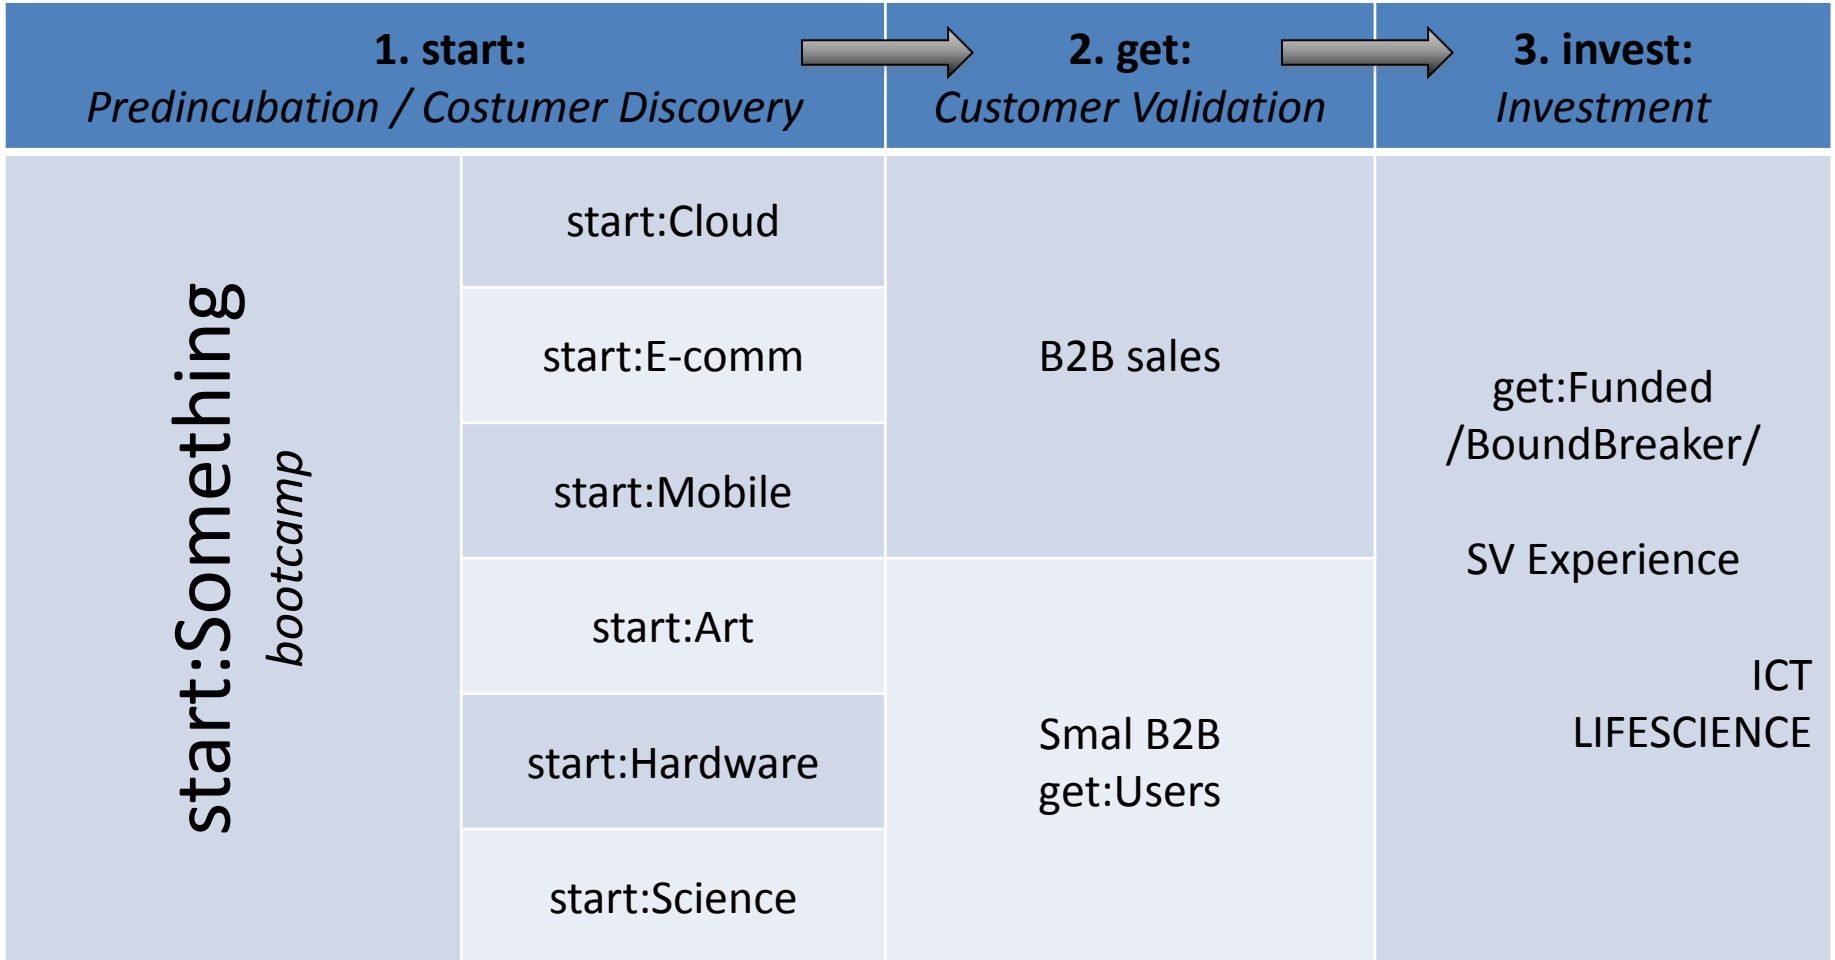 1. start:
Predincubation / Costumer Discovery
2. get:
Customer Validation
3. invest:
Investment
start:Something
bootcamp
start:Cloud
start:E-comm
start:Mobile
start:Art
start:Hardware
start:Science
B2B sales
Smal B2B
get:Users
get:Funded
/BoundBreaker/
SV Experience
ICT
LIFESCIENCE